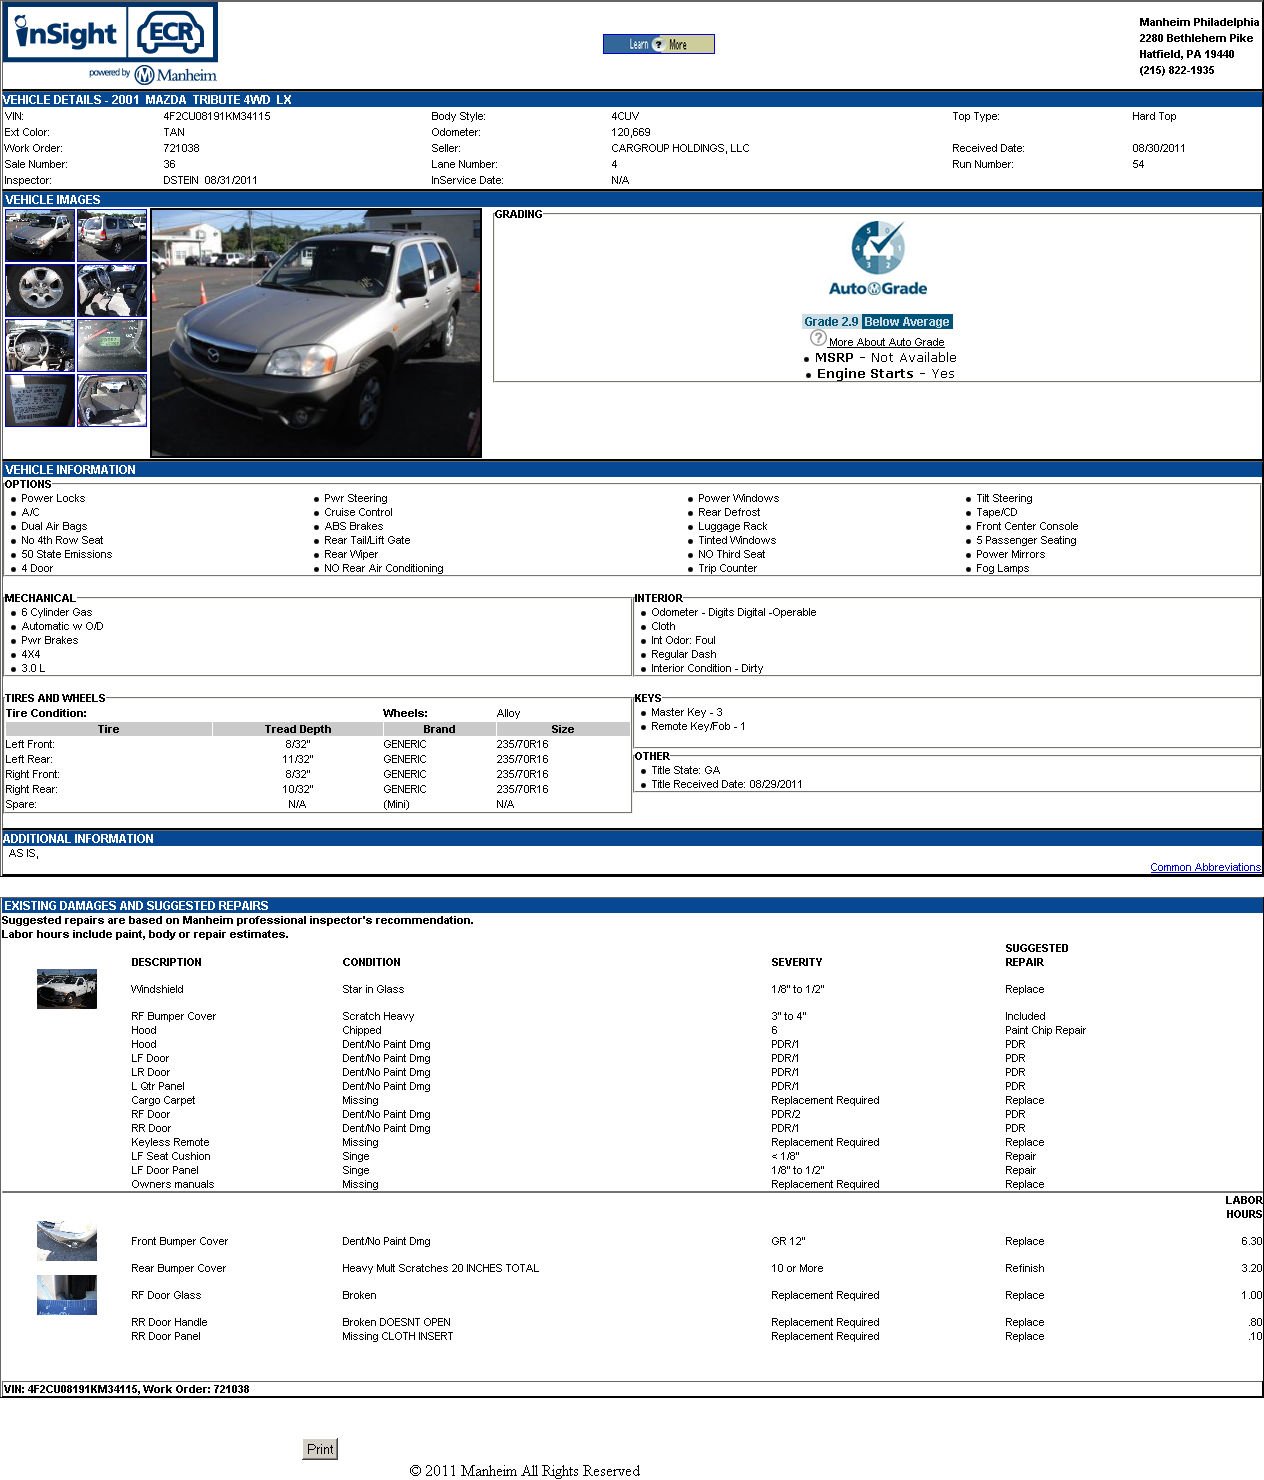 inSight ECR
powered by Manheim
Learn ? More
Manheim Philadelphia
2280 Bethlehem Pike
Hatfield, PA 19440
(215) 822-1935
VEHICLE DETAILS - 2001 MAZDA TRIBUTE 4WD LX
VIN: 4F2CU08191KM34115 Body Style: 4CUV Top Type: Hard Top
Ext Color: TAN Odometer: 120,669
Work Order: 721038 Seller: CARGROUP HOLDINGS, LLC Received Date: 08/30/2011
Sale Number: 36 Lane Number: 4 Run Number: 54
Inspector: DSTEIN 08/31/2011 InService Date: N/A
VEHICLE IMAGES
GRADING
5 0 4 1 3 2
AutoGrade
Grade 2.9 Below Average
? More About Auto Grade
• MSRP - Not Available
• Engine Starts - Yes
VEHICLE INFORMATION
OPTIONS
• Power Locks • Pwr Steering • Power Windows • Tilt Steering
• A/C • Cruise Control • Rear Defrost • Tape/CD
• Dual Air Bags • ABS Brakes • Luggage Rack • Front Center Console
• No 4th Row Seat • Rear Tail/Lift Gate • Tinted Windows • 5 Passenger Seating
• 50 State Emissions • Rear Wiper • NO Third Seat • Power Mirrors
• 4 Door • NO Rear Air Conditioning • Trip Counter • Fog Lamps
MECHANICAL
• 6 Cylinder Gas
• Automatic w O/D
• Pwr Brakes
• 4X4
• 3.0 L
INTERIOR
• Odometer - Digits Digital -Operable
• Cloth
• Int Odor: Foul
• Regular Dash
• Interior Condition - Dirty
TIRES AND WHEELS
Tire Condition: Wheels: Alloy
Tire Tread Depth Brand Size
Left Front: 8/32" GENERIC 235/70R16
Left Rear: 11/32" GENERIC 235/70R16
Right Front: 8/32" GENERIC 235/70R16
Right Rear: 10/32" GENERIC 235/70R16
Spare: N/A (Mini) N/A
KEYS
• Master Key - 3
• Remote Key/Fob - 1
OTHER
• Title State: GA
• Title Received Date: 08/29/2011
ADDITIONAL INFORMATION
AS IS,
Common Abbreviations
EXISTING DAMAGES AND SUGGESTED REPAIRS
Suggested repairs are based on Manheim professional inspector's recommendation.
Labor hours include paint, body or repair estimates.
DESCRIPTION CONDITION SEVERITY SUGGESTED REPAIR
Windshield Star in Glass 1/8" to 1/2" Replace
RF Bumper Cover Scratch Heavy 3" to 4" Included
Hood Chipped 6 Paint Chip Repair
Hood Dent/No Paint Dmg PDR/1 PDR
LF Door Dent/No Paint Dmg PDR/1 PDR
LR Door Dent/No Paint Dmg PDR/1 PDR
L Qtr Panel Dent/No Paint Dmg PDR/1 PDR
Cargo Carpet Missing Replacement Required Replace
RF Door Dent/No Paint Dmg PDR/2 PDR
RR Door Dent/No Paint Dmg PDR/1 PDR
Keyless Remote Missing Replacement Required Replace
LF Seat Cushion Singe < 1/8" Repair
LF Door Panel Singe 1/8" to 1/2" Repair
Owners manuals Missing Replacement Required Replace
LABOR HOURS
Front Bumper Cover Dent/No Paint Dmg GR 12" Replace 6.30
Rear Bumper Cover Heavy Mult Scratches 20 INCHES TOTAL 10 or More Refinish 3.20
RF Door Glass Broken Replacement Required Replace 1.00
RR Door Handle Broken DOESNT OPEN Replacement Required Replace .80
RR Door Panel Missing CLOTH INSERT Replacement Required Replace .10
VIN: 4F2CU08191KM34115, Work Order: 721038
Print
© 2011 Manheim All Rights Reserved